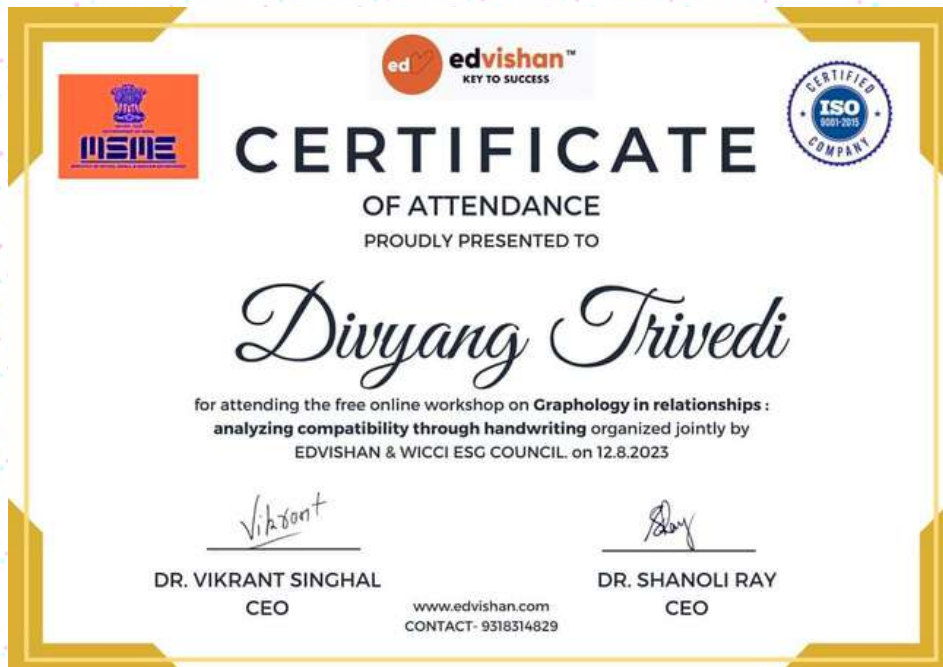 ed edvishan™
KEY TO SUCCESS
MSME
CERTIFIED
ISO
9001-2015
COMPANY
CERTIFICATE
OF ATTENDANCE
PROUDLY PRESENTED TO
Divyang Trivedi
for attending the free online workshop on Graphology in relationships :
analyzing compatibility through handwriting organized jointly by
EDVISHAN & WICCI ESG COUNCIL. on 12.8.2023
Vikrant
SRay
DR. VIKRANT SINGHAL
CEO
DR. SHANOLI RAY
CEO
www.edvishan.com
CONTACT- 9318314829